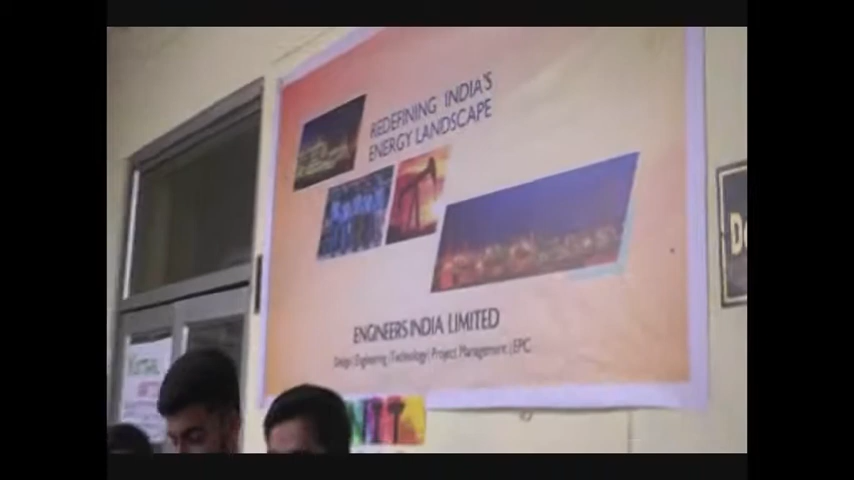 REDEFINING INDIA'S
ENERGY LANDSCAPE
ENGINEERS INDIA LIMITED
Design | Engineering | Technology | Project Management | EPC